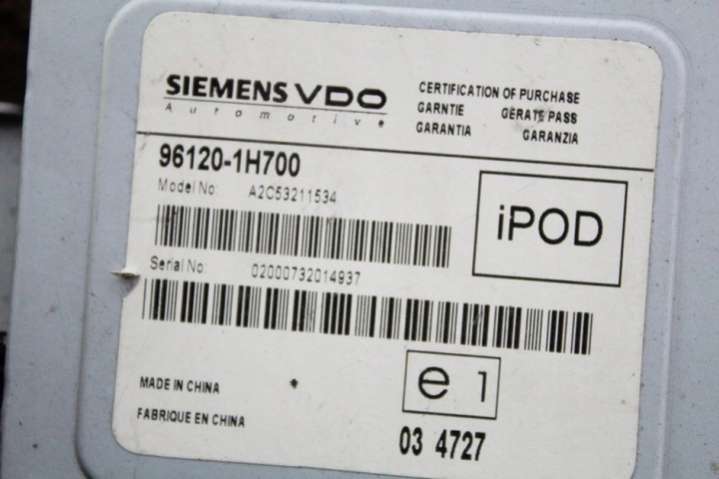 SIEMENS VDO
Automotive
CERTIFICATION OF PURCHASE
GARNTIE GERATE PASS
GARANTIA GARANZIA
96120-1H700
Model No: A2C53211534
iPOD
Serial No: 02000732014937
e 1
MADE IN CHINA
FABRIQUE EN CHINA
03 4727